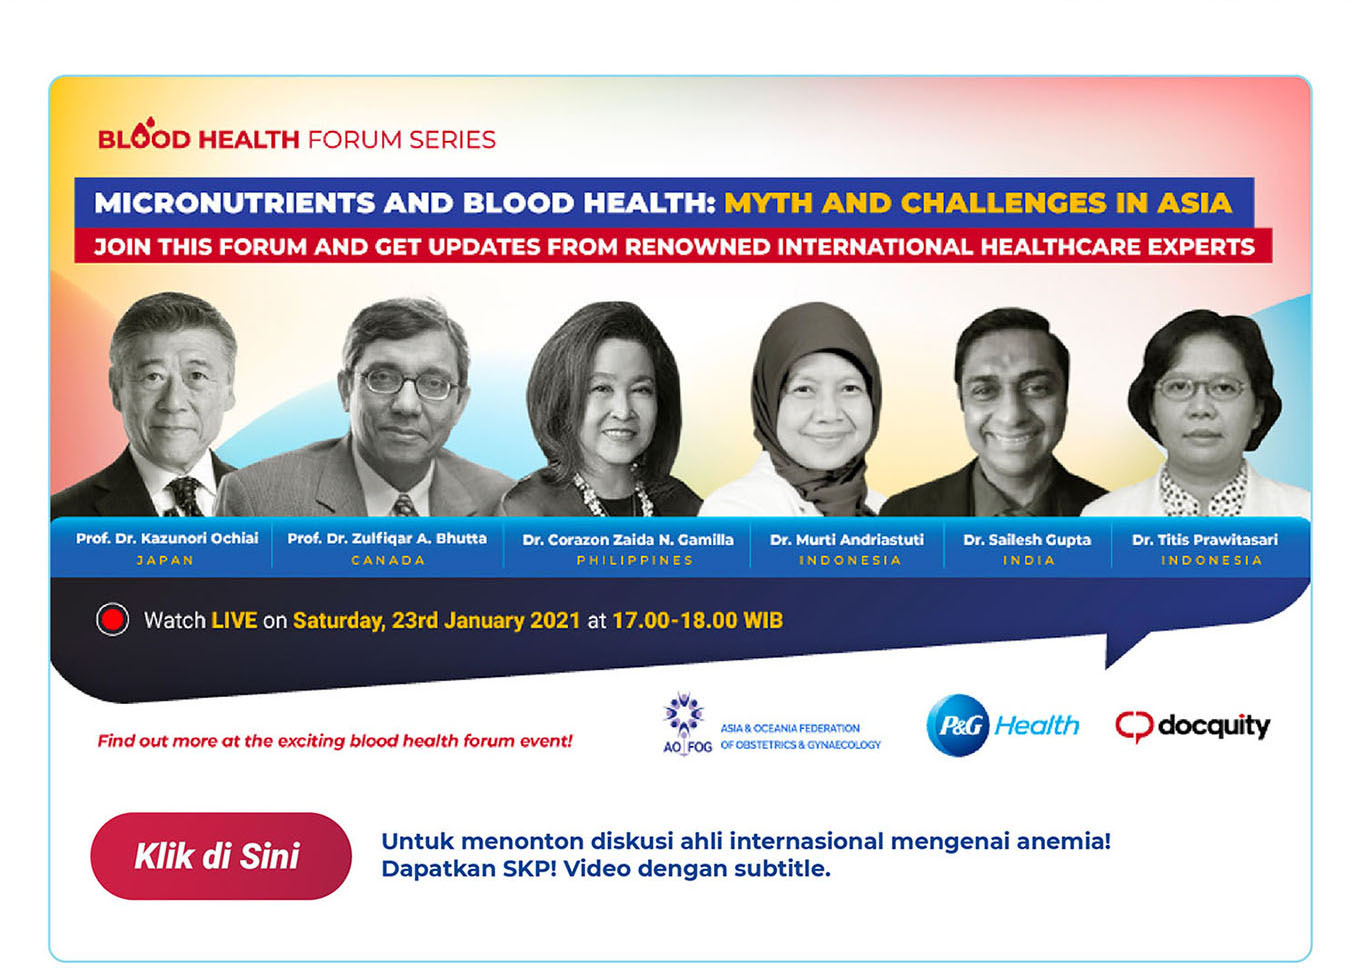 BLOOD HEALTH FORUM SERIES
MICRONUTRIENTS AND BLOOD HEALTH: MYTH AND CHALLENGES IN ASIA
JOIN THIS FORUM AND GET UPDATES FROM RENOWNED INTERNATIONAL HEALTHCARE EXPERTS
Prof. Dr. Kazunori Ochiai
JAPAN
Prof. Dr. Zulfiqar A. Bhutta
CANADA
Dr. Corazon Zaida N. Gamilla
PHILIPPINES
Dr. Murti Andriastuti
INDONESIA
Dr. Sailesh Gupta
INDIA
Dr. Titis Prawitasari
INDONESIA
Watch LIVE on Saturday, 23rd January 2021 at 17.00-18.00 WIB
Find out more at the exciting blood health forum event!
AOFOG
ASIA & OCEANIA FEDERATION
OF OBSTETRICS & GYNAECOLOGY
P&G Health
docquity
Klik di Sini
Untuk menonton diskusi ahli internasional mengenai anemia!
Dapatkan SKP! Video dengan subtitle.